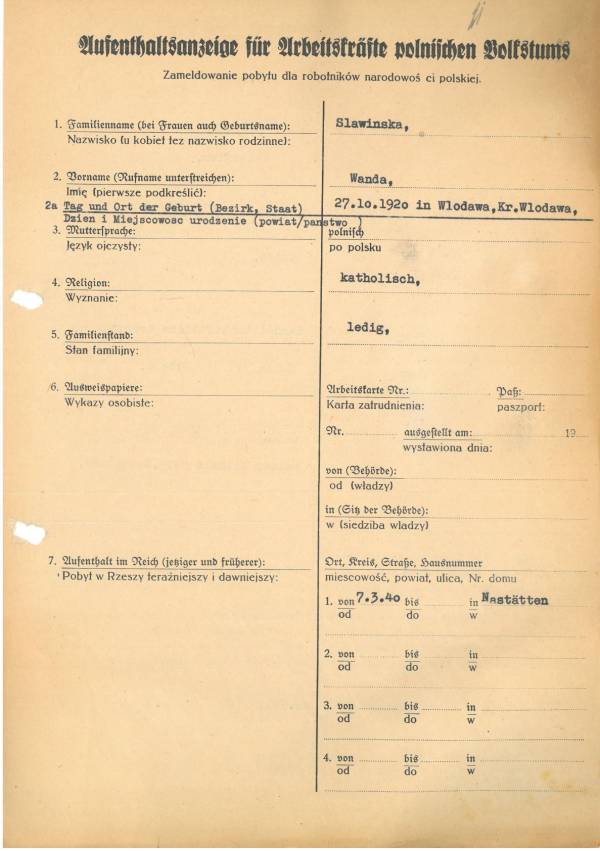 Aufenthaltsanzeige für Arbeitskräfte polnischen Volkstums
Zameldowanie pobytu dla robotników narodowoś ci polskiej.
1. Familienname (bei Frauen auch Geburtsname): Slawinska,
Nazwisko (u kobiet też nazwisko rodzinne):
2. Vorname (Rufname unterstreichen): Wanda,
Imię (pierwsze podkreślić):
2a Tag und Ort der Geburt (Bezirk, Staat) 27.10.1920 in Wlodawa,Kr.Wlodawa,
Dzien i Miejscowosc urodzenie (powiat/panstwo )
3. Muttersprache: polnisch
Język ojczysty: po polsku
4. Religion: katholisch,
Wyznanie:
5. Familienstand: ledig,
Stan familijny:
6. Ausweispapiere: Arbeitskarte Nr.: Paß:
Wykazy osobiste: Karta zatrudnienia: paszport:
Nr. ausgestellt am: 19
wystawiona dnia:
von (Behörde):
od (władzy)
in (Sitz der Behörde):
w (siedziba władzy)
7. Aufenthalt im Reich (jetziger und früherer): Ort, Kreis, Straße, Hausnummer
Pobyt w Rzeszy teraźniejszy i dawniejszy: miescowość, powiat, ulica, Nr. domu
1. von 7.3.40 bis in Nastätten
od do w
2. von bis in
od do w
3. von bis in
od do w
4. von bis in
od do w